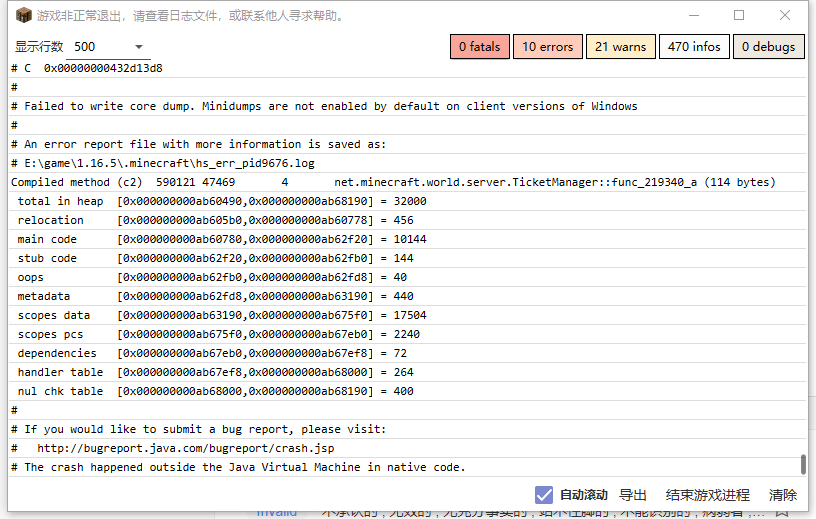 游戏非正常退出，请查看日志文件，或联系他人寻求帮助。
显示行数 500 0 fatals 10 errors 21 warns 470 infos 0 debugs
# C  0x00000000432d13d8
#
# Failed to write core dump. Minidumps are not enabled by default on client versions of Windows
#
# An error report file with more information is saved as:
# E:\game\1.16.5\.minecraft\hs_err_pid9676.log
Compiled method (c2)  590121 47469       4       net.minecraft.world.server.TicketManager::func_219340_a (114 bytes)
total in heap  [0x000000000ab60490,0x000000000ab68190] = 32000
relocation     [0x000000000ab605b0,0x000000000ab60778] = 456
main code      [0x000000000ab60780,0x000000000ab62f20] = 10144
stub code      [0x000000000ab62f20,0x000000000ab62fb0] = 144
oops           [0x000000000ab62fb0,0x000000000ab62fd8] = 40
metadata       [0x000000000ab62fd8,0x000000000ab63190] = 440
scopes data    [0x000000000ab63190,0x000000000ab675f0] = 17504
scopes pcs     [0x000000000ab675f0,0x000000000ab67eb0] = 2240
dependencies   [0x000000000ab67eb0,0x000000000ab67ef8] = 72
handler table  [0x000000000ab67ef8,0x000000000ab68000] = 264
nul chk table  [0x000000000ab68000,0x000000000ab68190] = 400
#
# If you would like to submit a bug report, please visit:
#   http://bugreport.java.com/bugreport/crash.jsp
# The crash happened outside the Java Virtual Machine in native code.
自动滚动 导出 结束游戏进程 清除